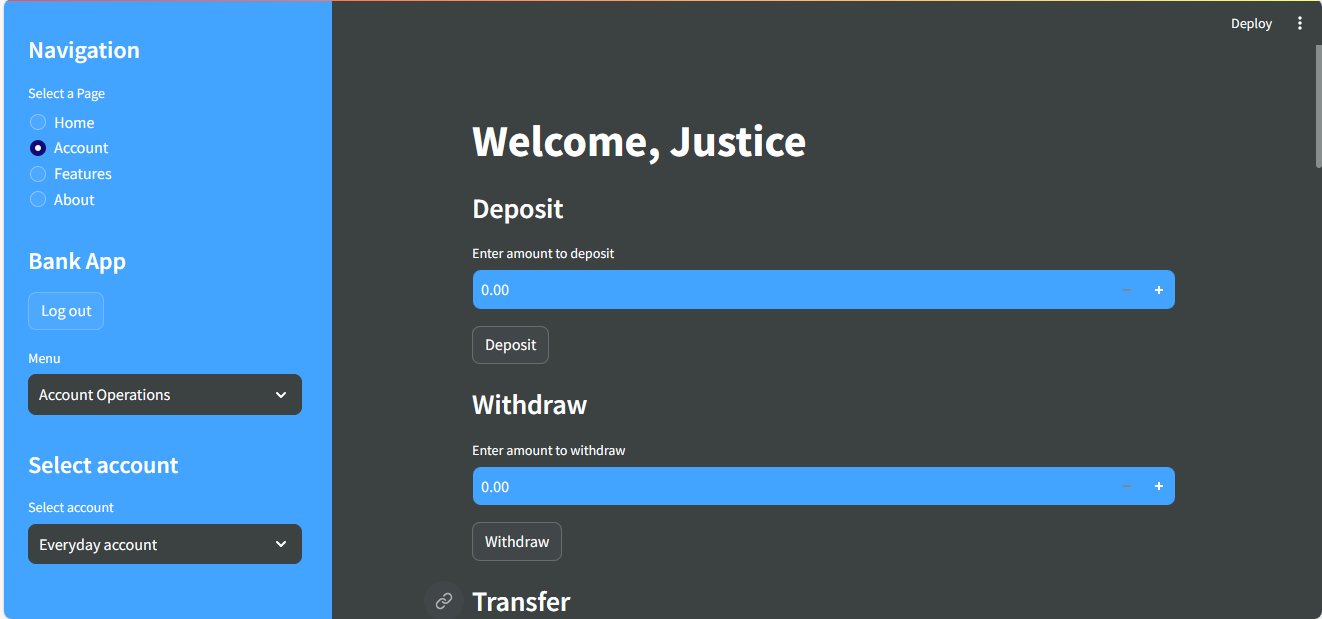 Navigation
Select a Page
Home
Account
Features
About
Bank App
Log out
Menu
Account Operations
Select account
Select account
Everyday account
Deploy
Welcome, Justice
Deposit
Enter amount to deposit
0.00
Deposit
Withdraw
Enter amount to withdraw
0.00
Withdraw
Transfer